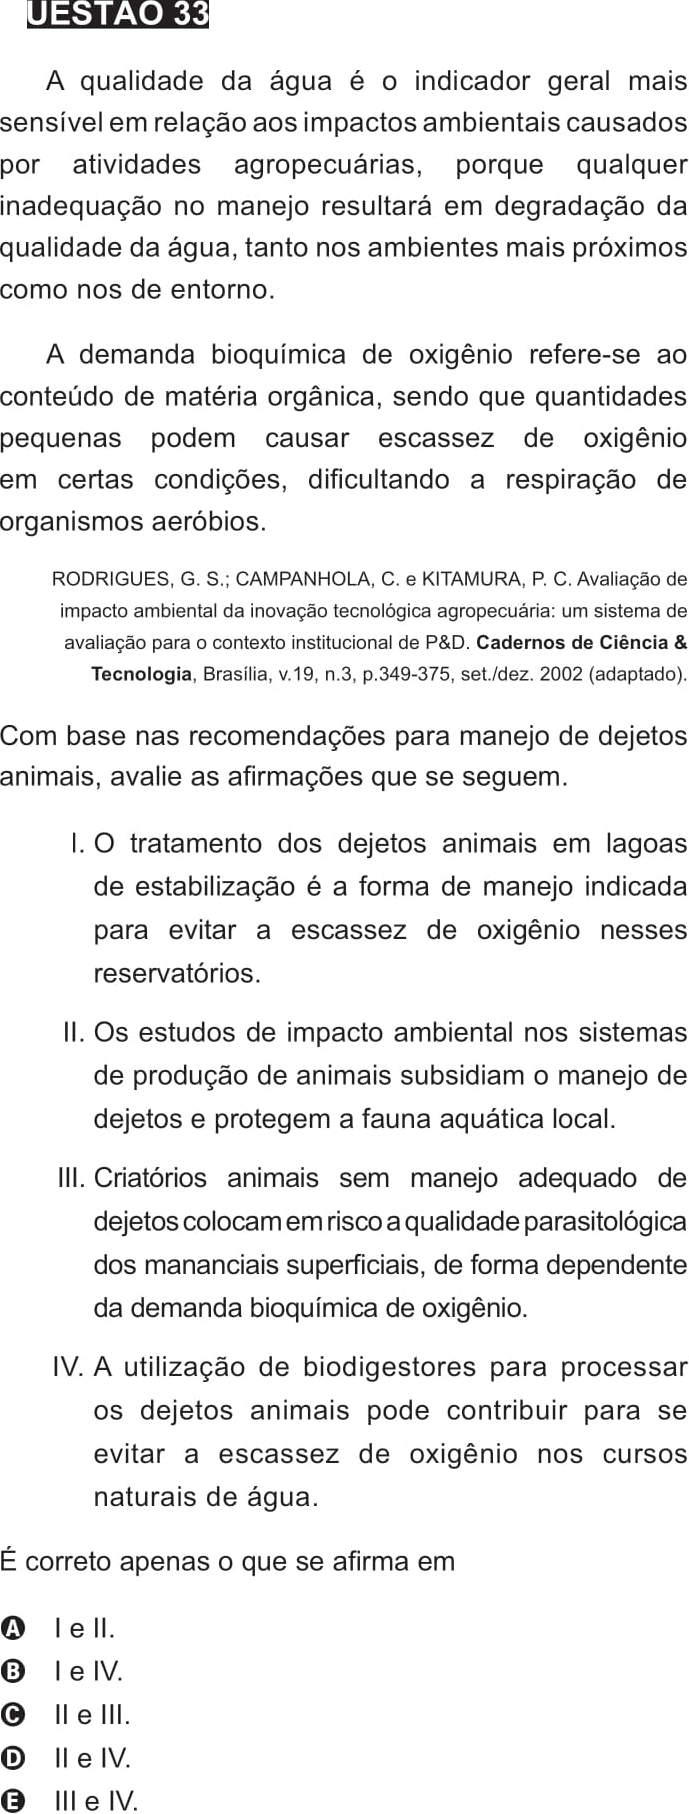 UESTÃO 33
A qualidade da água é o indicador geral mais
sensível em relação aos impactos ambientais causados
por atividades agropecuárias, porque qualquer
inadequação no manejo resultará em degradação da
qualidade da água, tanto nos ambientes mais próximos
como nos de entorno.
A demanda bioquímica de oxigênio refere-se ao
conteúdo de matéria orgânica, sendo que quantidades
pequenas podem causar escassez de oxigênio
em certas condições, dificultando a respiração de
organismos aeróbios.
RODRIGUES, G. S.; CAMPANHOLA, C. e KITAMURA, P. C. Avaliação de
impacto ambiental da inovação tecnológica agropecuária: um sistema de
avaliação para o contexto institucional de P&D. Cadernos de Ciência &
Tecnologia, Brasília, v.19, n.3, p.349-375, set./dez. 2002 (adaptado).
Com base nas recomendações para manejo de dejetos
animais, avalie as afirmações que se seguem.
I. O tratamento dos dejetos animais em lagoas
de estabilização é a forma de manejo indicada
para evitar a escassez de oxigênio nesses
reservatórios.
II. Os estudos de impacto ambiental nos sistemas
de produção de animais subsidiam o manejo de
dejetos e protegem a fauna aquática local.
III. Criatórios animais sem manejo adequado de
dejetos colocam em risco a qualidade parasitológica
dos mananciais superficiais, de forma dependente
da demanda bioquímica de oxigênio.
IV. A utilização de biodigestores para processar
os dejetos animais pode contribuir para se
evitar a escassez de oxigênio nos cursos
naturais de água.
É correto apenas o que se afirma em
A I e II.
B I e IV.
C II e III.
D II e IV.
E III e IV.